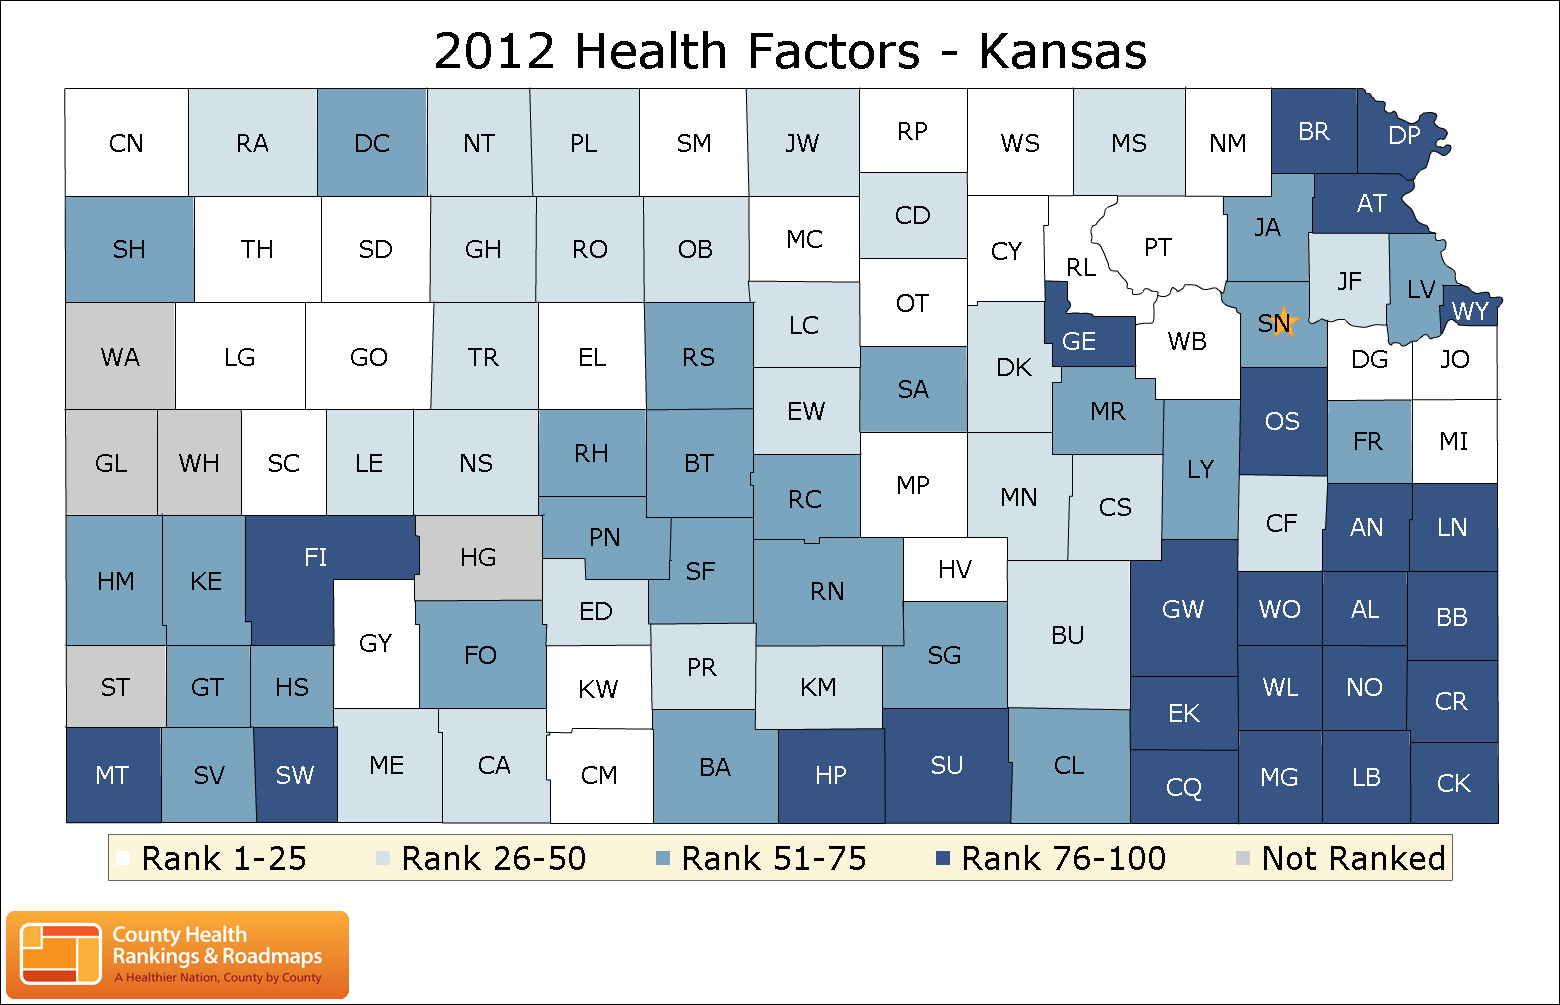 2012 Health Factors - Kansas
CN RA DC NT PL SM JW RP WS MS NM BR DP
SH TH SD GH RO OB MC CD CY RL PT JA AT
OT JF LV WY
WA LG GO TR EL RS LC SA DK GE WB SN DG JO
GL WH SC LE NS RH BT EW MP MR LY OS FR MI
RC MN CS CF AN LN
HM KE FI HG PN SF RN HV GW WO AL BB
GY ED BU
ST GT HS FO KW PR KM SG EK WL NO CR
MT SV SW ME CA CM BA HP SU CL CQ MG LB CK
Rank 1-25 Rank 26-50 Rank 51-75 Rank 76-100 Not Ranked
County Health
Rankings & Roadmaps
A Healthier Nation, County by County